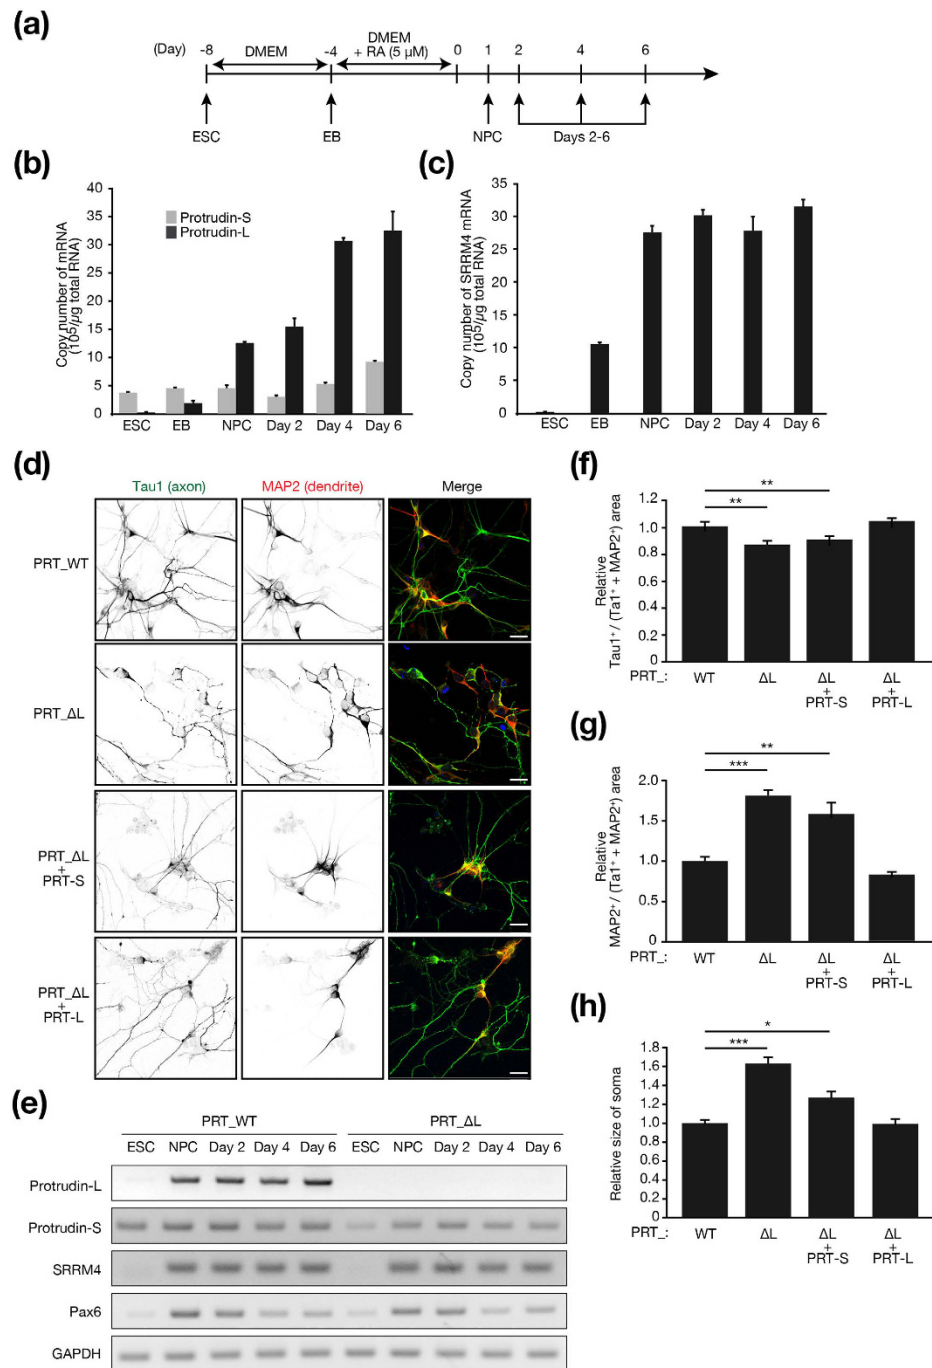 (a)
(Day)
-8
DMEM
-4
DMEM
+ RA (5 µM)
0
1
2
4
6
ESC
EB
NPC
Days 2-6
(b)
Copy number of mRNA
(10⁵/µg total RNA)
40
35
30
25
20
15
10
5
0
Protrudin-S
Protrudin-L
ESC EB NPC Day 2 Day 4 Day 6
(c)
Copy number of SRRM4 mRNA
(10⁵/µg total RNA)
35
30
25
20
15
10
5
0
ESC EB NPC Day 2 Day 4 Day 6
(d)
Tau1 (axon) MAP2 (dendrite) Merge
PRT_WT
PRT_ΔL
PRT_ΔL
+
PRT-S
PRT_ΔL
+
PRT-L
(e)
PRT_WT PRT_ΔL
ESC NPC Day 2 Day 4 Day 6 ESC NPC Day 2 Day 4 Day 6
Protrudin-L
Protrudin-S
SRRM4
Pax6
GAPDH
(f)
Relative
Tau1⁺ / (Ta1⁺ + MAP2⁺) area
1.2
1.0
0.8
0.6
0.4
0.2
0
**
**
PRT_: WT ΔL ΔL ΔL
+ +
PRT-S PRT-L
(g)
Relative
MAP2⁺ / (Ta1⁺ + MAP2⁺) area
2.0
1.5
1.0
0.5
0
**
***
PRT_: WT ΔL ΔL ΔL
+ +
PRT-S PRT-L
(h)
Relative size of soma
1.8
1.6
1.4
1.2
1.0
0.8
0.6
0.4
0.2
0
*
***
PRT_: WT ΔL ΔL ΔL
+ +
PRT-S PRT-L